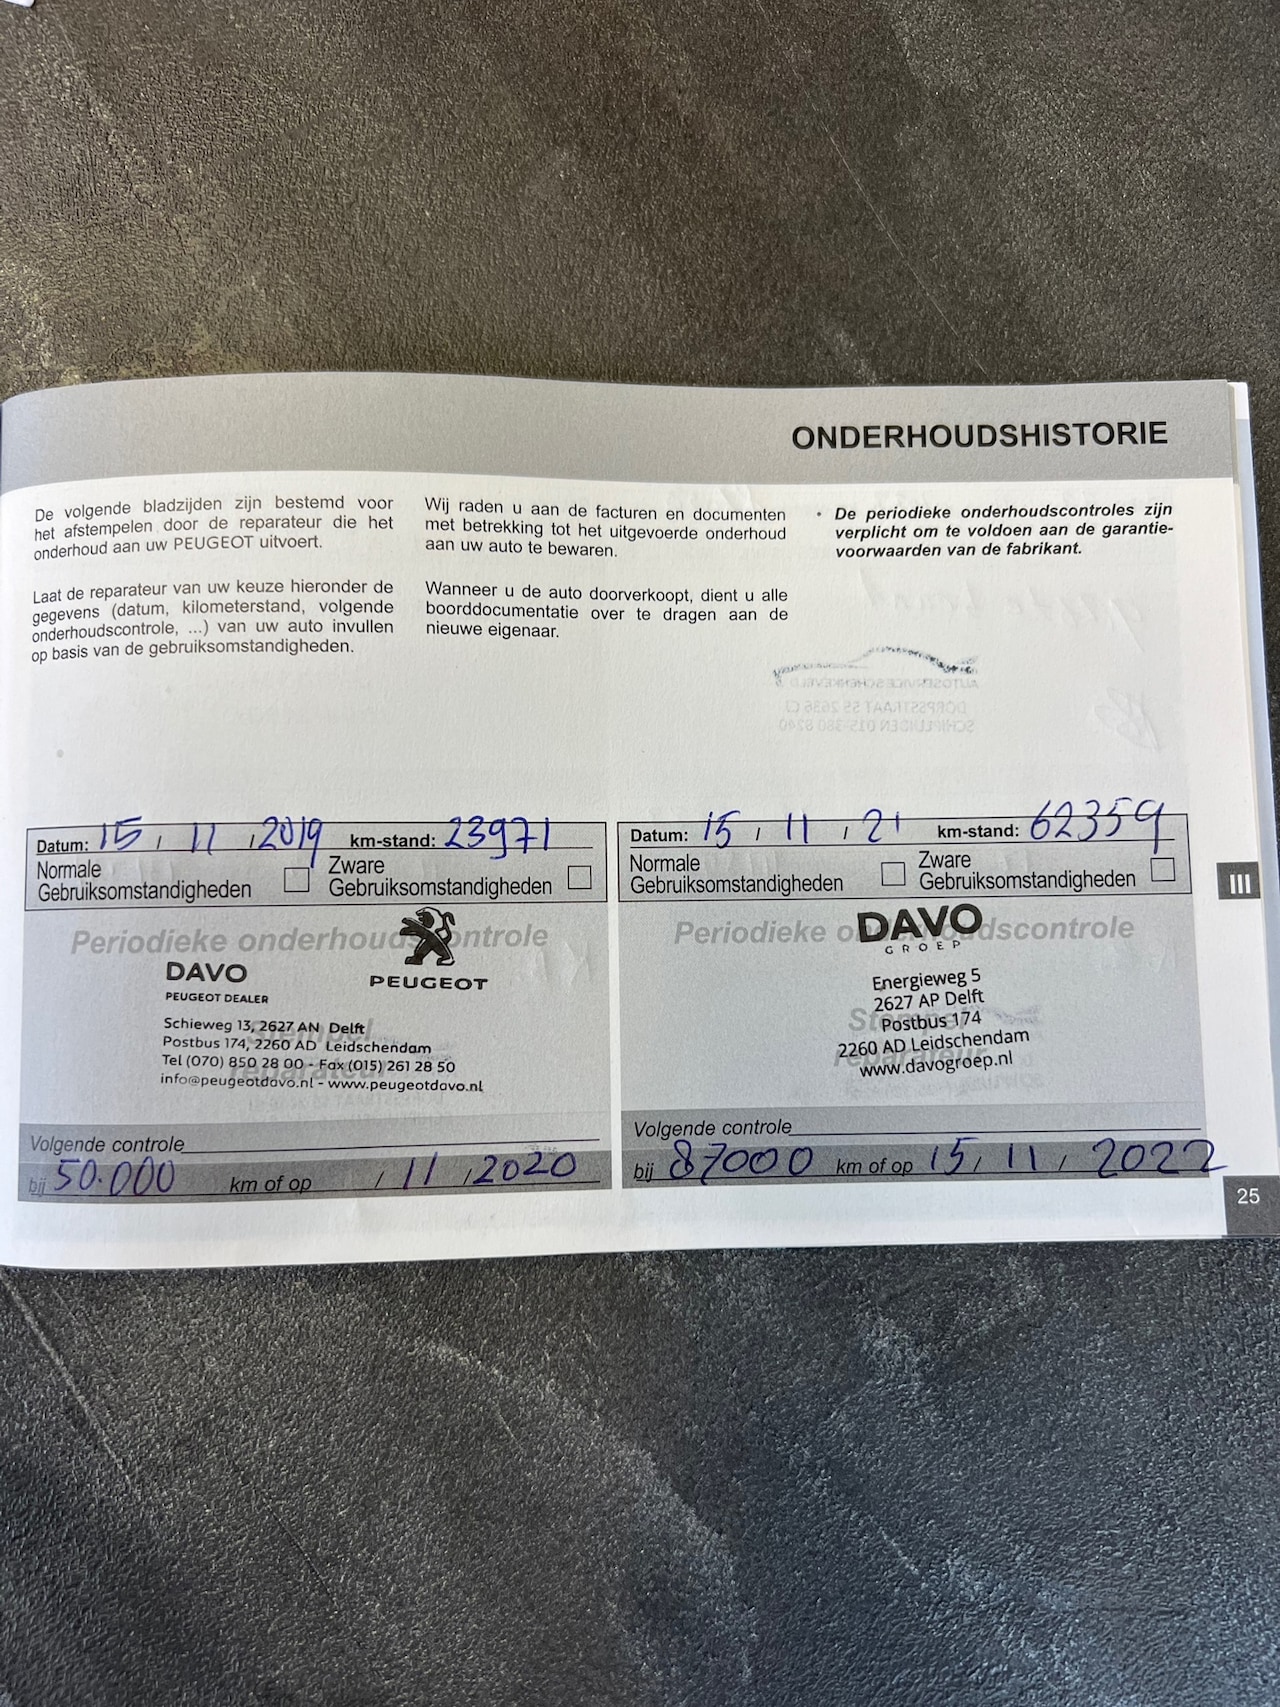 ONDERHOUDSHISTORIE
De volgende bladzijden zijn bestemd voor
het afstempelen door de reparateur die het
onderhoud aan uw PEUGEOT uitvoert.
Laat de reparateur van uw keuze hieronder de
gegevens (datum, kilometerstand, volgende
onderhoudscontrole, ...) van uw auto invullen
op basis van de gebruiksomstandigheden.
Wij raden u aan de facturen en documenten
met betrekking tot het uitgevoerde onderhoud
aan uw auto te bewaren.
Wanneer u de auto doorverkoopt, dient u alle
boorddocumentatie over te dragen aan de
nieuwe eigenaar.
• De periodieke onderhoudscontroles zijn
verplicht om te voldoen aan de garantie-
voorwaarden van de fabrikant.
Datum: 15 / 11 / 2019 km-stand: 23971
Normale
Gebruiksomstandigheden
Zware
Gebruiksomstandigheden
Periodieke onderhoudscontrole
DAVO
PEUGEOT DEALER
PEUGEOT
Stempel
reparateur
Schieweg 13, 2627 AN Delft
Postbus 174, 2260 AD Leidschendam
Tel (070) 850 28 00 - Fax (015) 261 28 50
info@peugeotdavo.nl - www.peugeotdavo.nl
Volgende controle
bij 50.000 km of op / 11 / 2020
Datum: 15 / 11 / 21 km-stand: 62359
Normale
Gebruiksomstandigheden
Zware
Gebruiksomstandigheden
Periodieke onderhoudscontrole
DAVO
GROEP
Stempel
reparateur
Energieweg 5
2627 AP Delft
Postbus 174
2260 AD Leidschendam
www.davogroep.nl
Volgende controle
bij 87000 km of op 15 / 11 / 2022
III
25